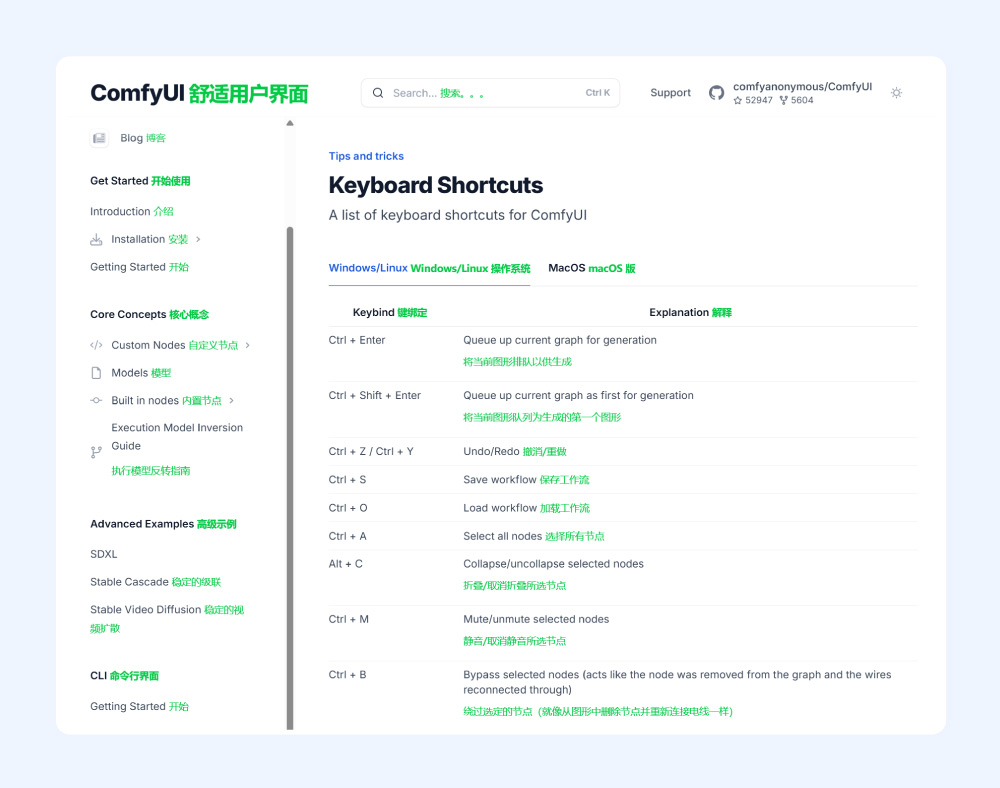 ComfyUI 舒适用户界面
Search... 搜索。。。 Ctrl K
Support
comfyanonymous/ComfyUI
52947 5604
Blog 博客
Get Started 开始使用
Introduction 介绍
Installation 安装
Getting Started 开始
Core Concepts 核心概念
Custom Nodes 自定义节点
Models 模型
Built in nodes 内置节点
Execution Model Inversion
Guide
执行模型反转指南
Advanced Examples 高级示例
SDXL
Stable Cascade 稳定的级联
Stable Video Diffusion 稳定的视
频扩散
CLI 命令行界面
Getting Started 开始
Tips and tricks
Keyboard Shortcuts
A list of keyboard shortcuts for ComfyUI
Windows/Linux Windows/Linux 操作系统 MacOS macOS 版
Keybind 键绑定 Explanation 解释
Ctrl + Enter Queue up current graph for generation
将当前图形排队以供生成
Ctrl + Shift + Enter Queue up current graph as first for generation
将当前图形队列为生成的第一个图形
Ctrl + Z / Ctrl + Y Undo/Redo 撤消/重做
Ctrl + S Save workflow 保存工作流
Ctrl + O Load workflow 加载工作流
Ctrl + A Select all nodes 选择所有节点
Alt + C Collapse/uncollapse selected nodes
折叠/取消折叠所选节点
Ctrl + M Mute/unmute selected nodes
静音/取消静音所选节点
Ctrl + B Bypass selected nodes (acts like the node was removed from the graph and the wires
reconnected through)
绕过选定的节点（就像从图形中删除节点并重新连接电线一样）